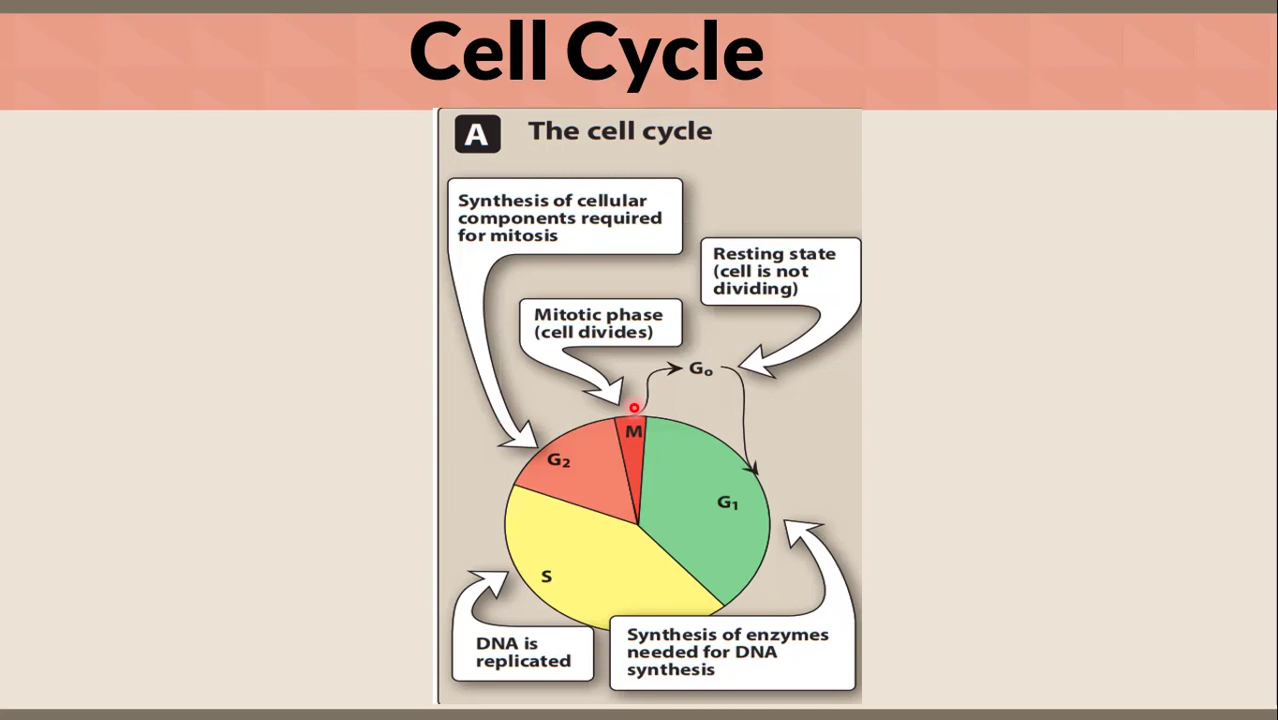 Cell Cycle
A
The cell cycle
Synthesis of cellular
components required
for mitosis
Resting state
(cell is not
dividing)
Mitotic phase
(cell divides)
G₀
M
G₂
G₁
S
DNA is
replicated
Synthesis of enzymes
needed for DNA
synthesis